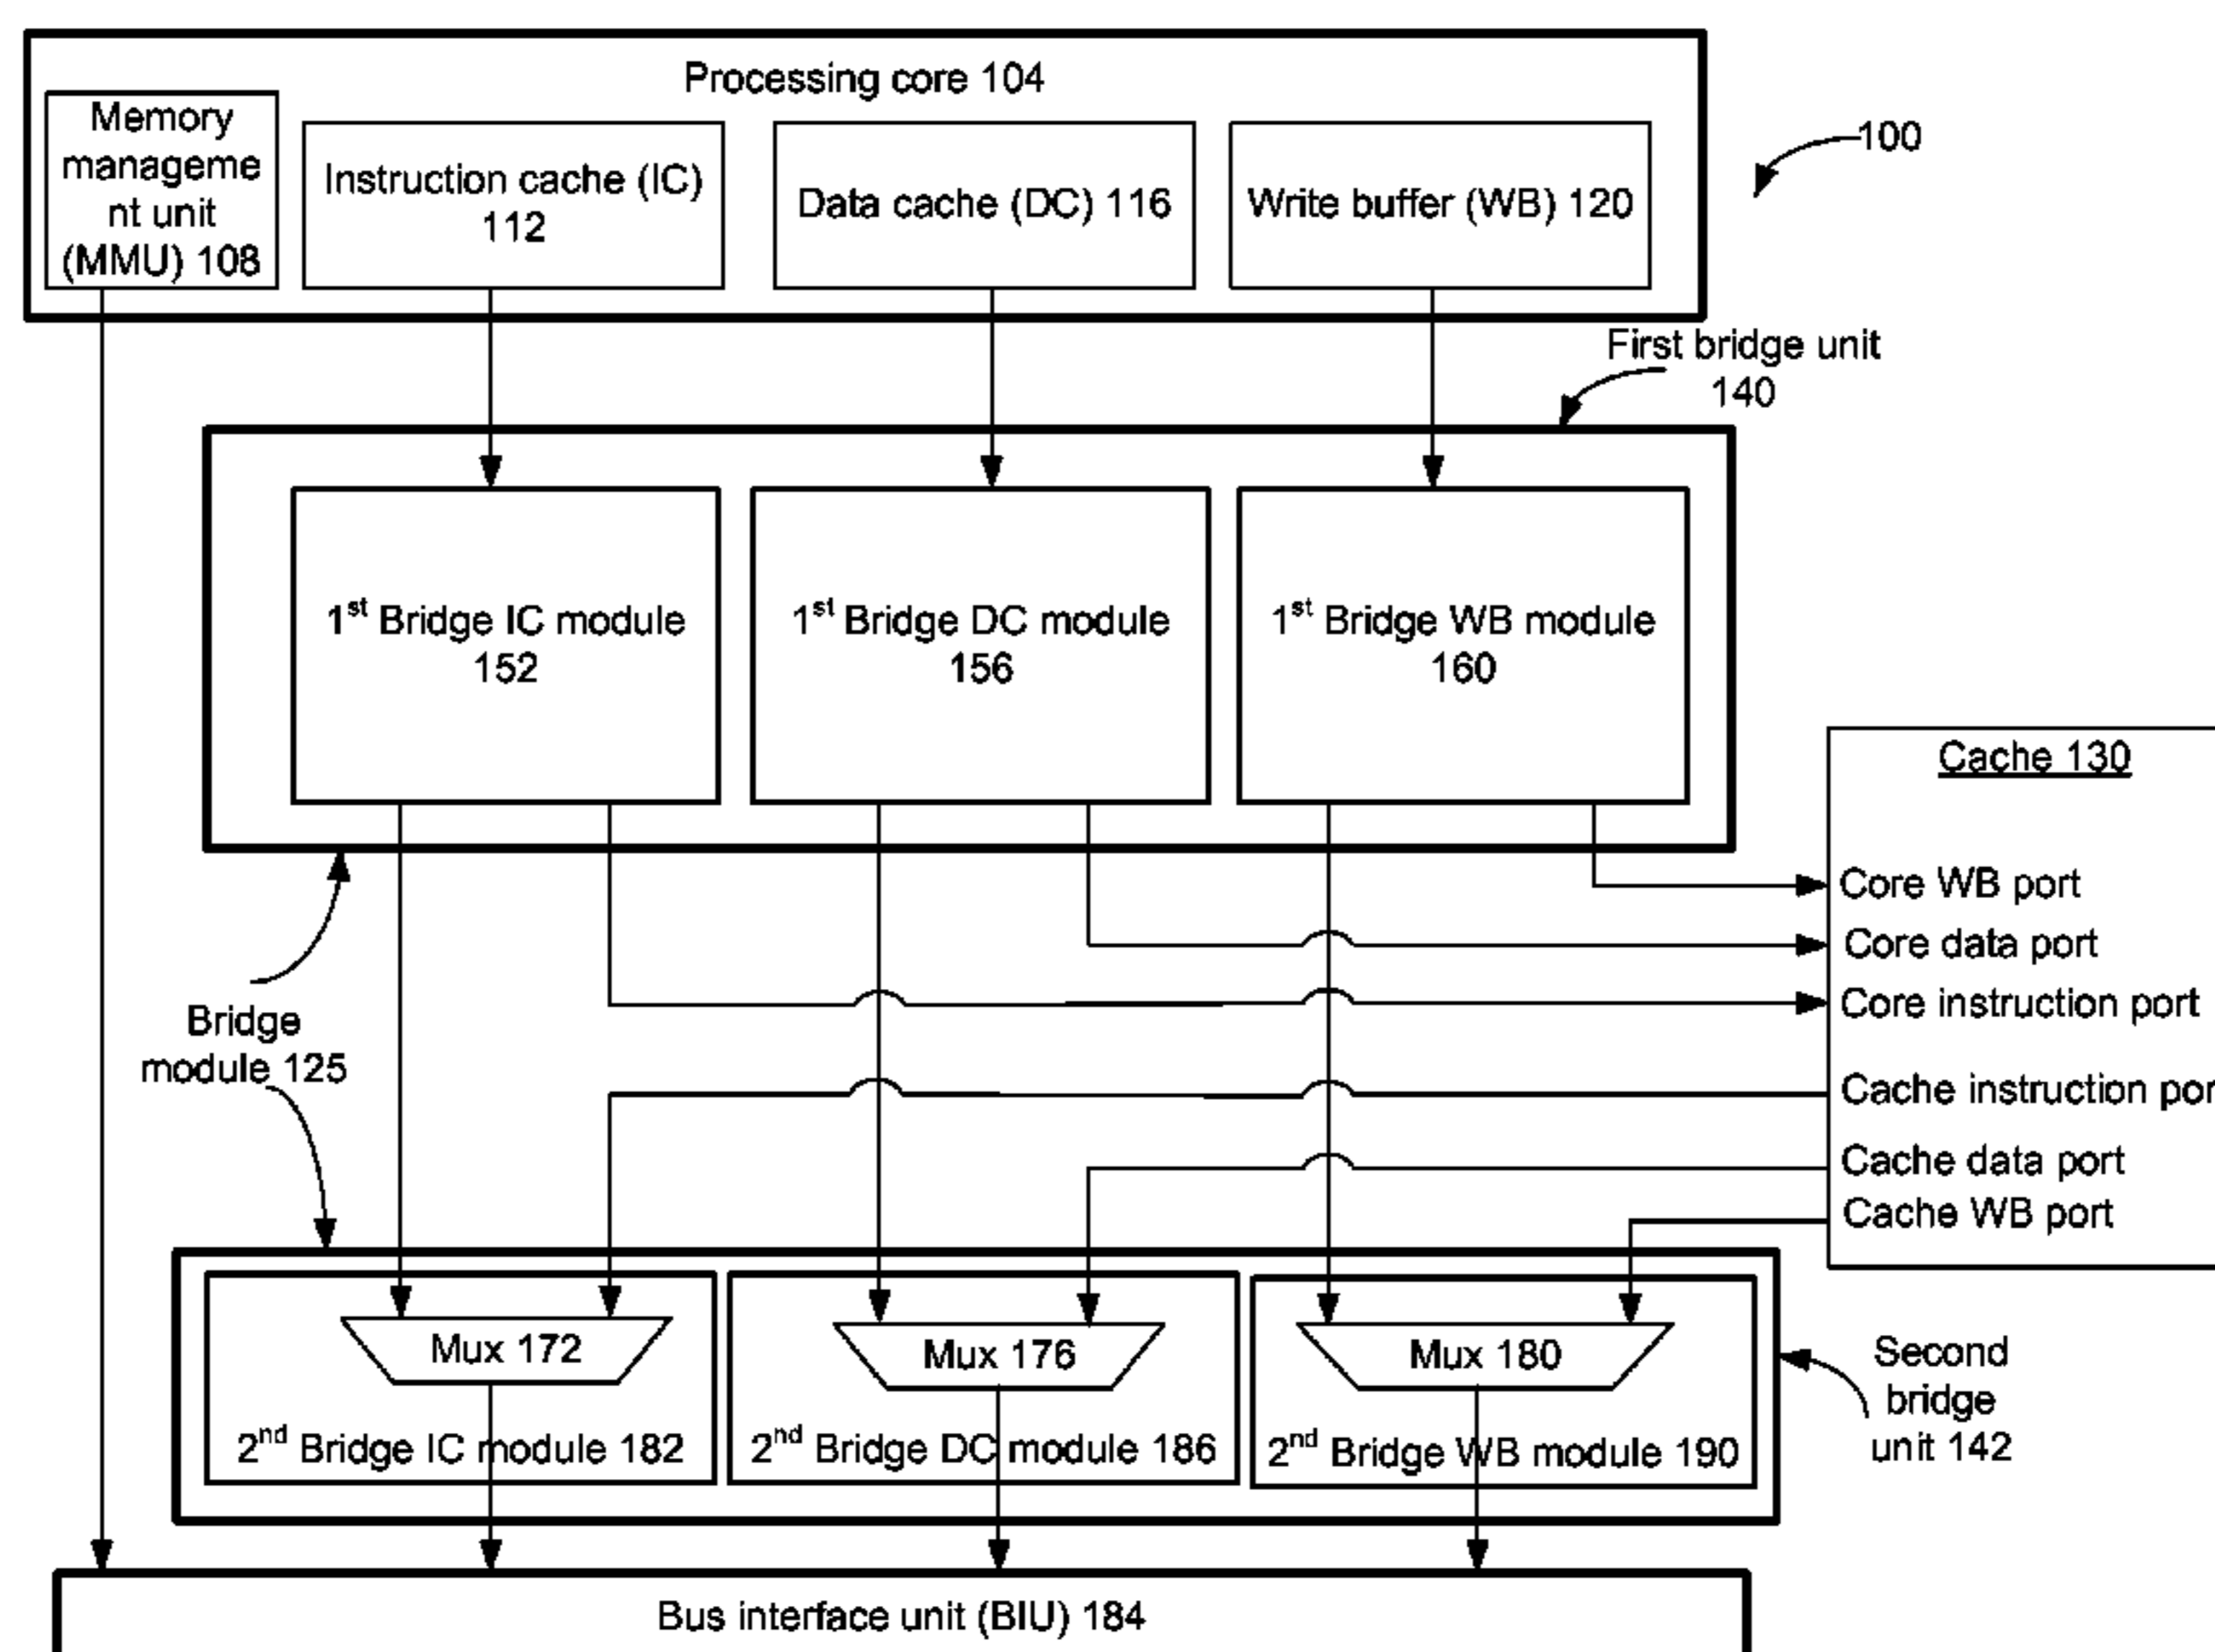 Processing core 104
Memory
manageme
nt unit
(MMU) 108
Instruction cache (IC)
112
Data cache (DC) 116
Write buffer (WB) 120
100
First bridge unit
140
1st Bridge IC module
152
1st Bridge DC module
156
1st Bridge WB module
160
Cache 130
Core WB port
Core data port
Core instruction port
Cache instruction por
Cache data port
Cache WB port
Bridge
module 125
Mux 172
Mux 176
Mux 180
2nd Bridge IC module 182
2nd Bridge DC module 186
2nd Bridge WB module 190
Second
bridge
unit 142
Bus interface unit (BIU) 184